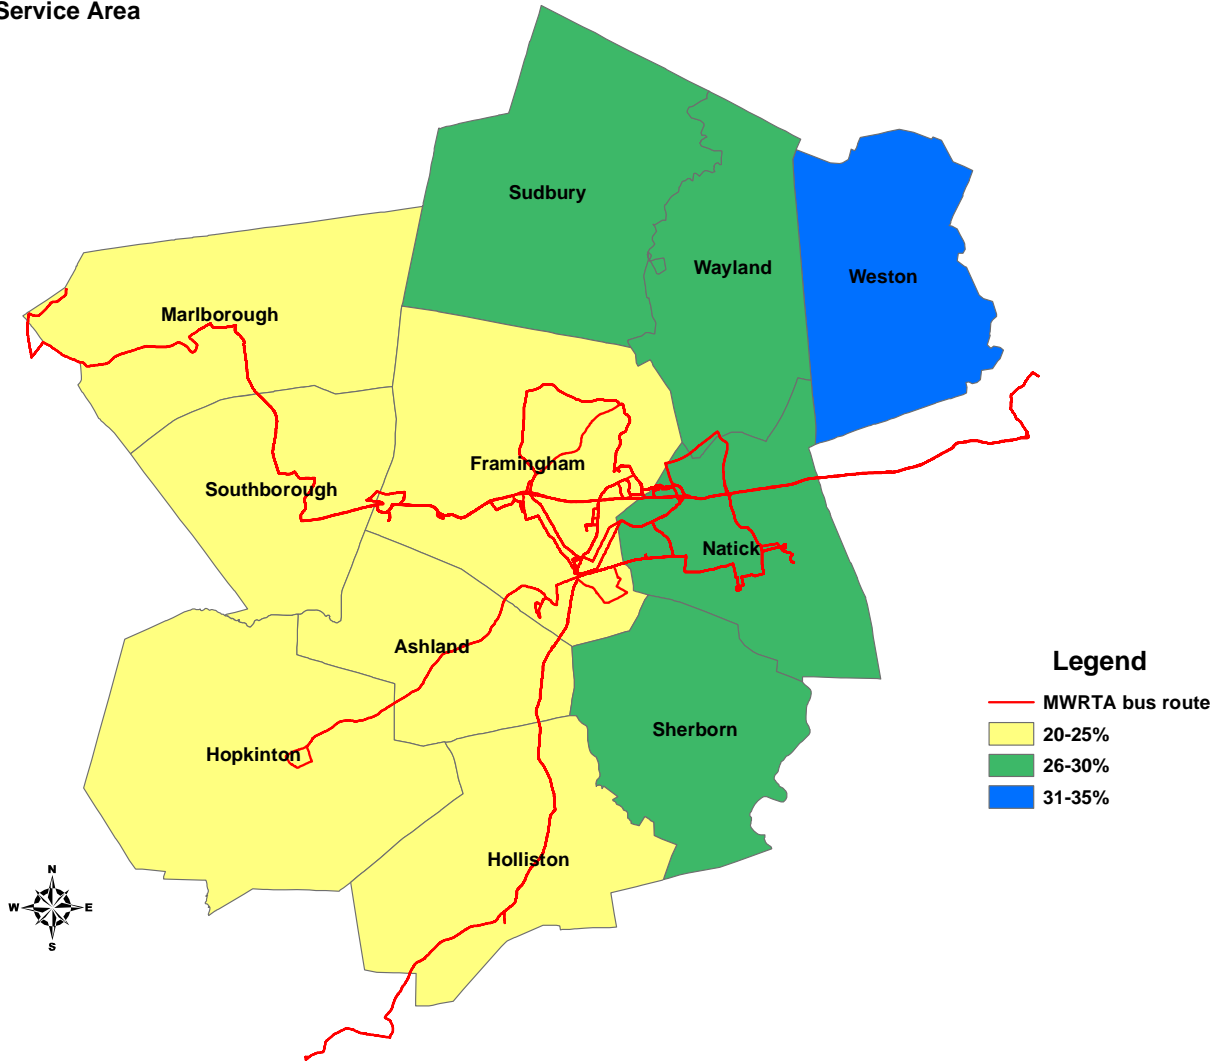 Service Area
Sudbury
Wayland
Weston
Marlborough
Framingham
Southborough
Natick
Ashland
Legend
MWRTA bus route
Sherborn
20-25%
Hopkinton
26-30%
31-35%
Holliston
N
W E
S